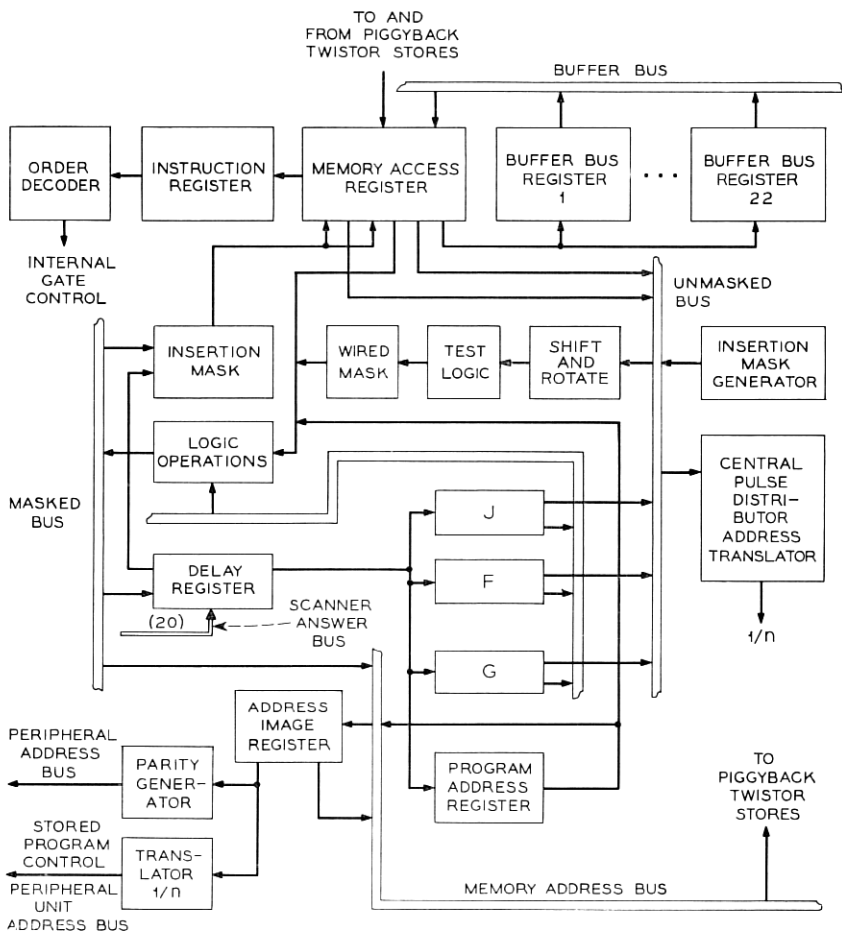 TO AND
FROM PIGGYBACK
TWISTOR STORES
BUFFER BUS
ORDER
DECODER
INSTRUCTION
REGISTER
MEMORY ACCESS
REGISTER
BUFFER BUS
REGISTER
1
• • •
BUFFER BUS
REGISTER
22
INTERNAL
GATE
CONTROL
UNMASKED
BUS
INSERTION
MASK
WIRED
MASK
TEST
LOGIC
SHIFT
AND
ROTATE
INSERTION
MASK
GENERATOR
LOGIC
OPERATIONS
MASKED
BUS
CENTRAL
PULSE
DISTRI-
BUTOR
ADDRESS
TRANSLATOR
J
DELAY
REGISTER
F
(20)
SCANNER
ANSWER
BUS
1/n
G
ADDRESS
IMAGE
REGISTER
PERIPHERAL
ADDRESS
BUS
PARITY
GENER-
ATOR
PROGRAM
ADDRESS
REGISTER
TO
PIGGYBACK
TWISTOR
STORES
STORED
PROGRAM
CONTROL
PERIPHERAL
UNIT
ADDRESS BUS
TRANS-
LATOR
1/n
MEMORY ADDRESS BUS